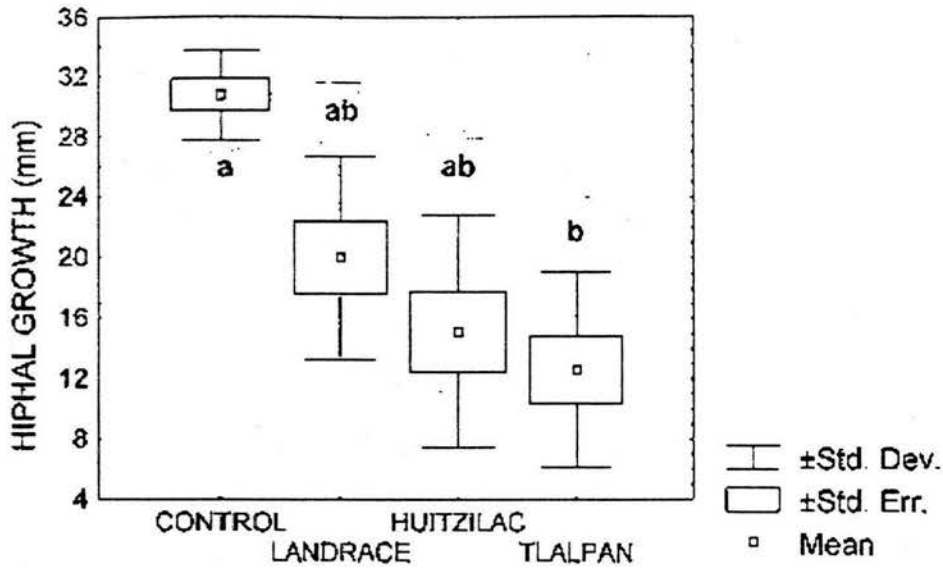 HIPHAL GROWTH (mm)
36
32
28
24
20
16
12
8
4
a
ab
ab
b
CONTROL
LANDRACE
HUITZILAC
TLALPAN
±Std. Dev.
±Std. Err.
Mean